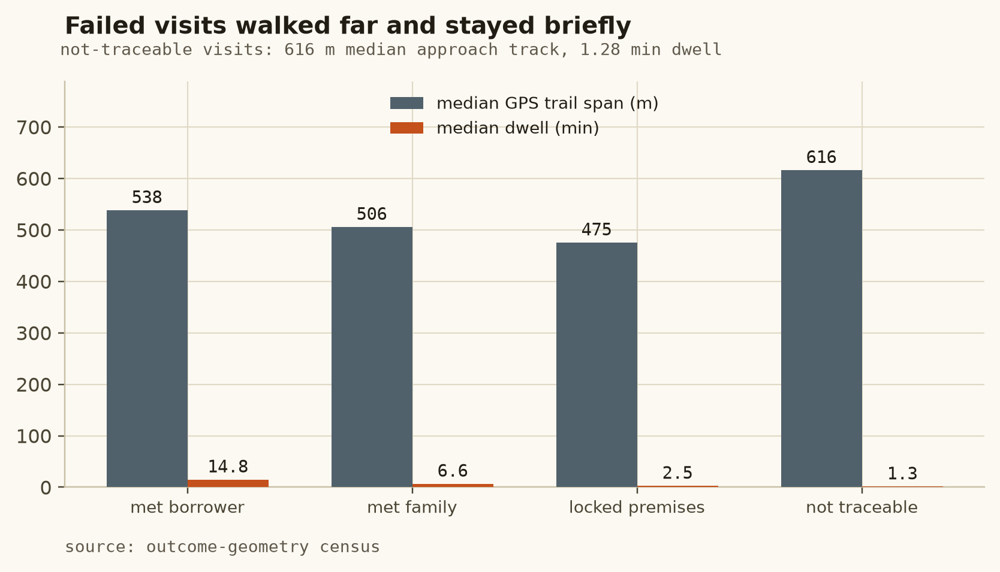 Failed visits walked far and stayed briefly
not-traceable visits: 616 m median approach track, 1.28 min dwell
median GPS trail span (m)
median dwell (min)
700
600
500
400
300
200
100
0
538
14.8
506
6.6
475
2.5
616
1.3
met borrower
met family
locked premises
not traceable
source: outcome-geometry census